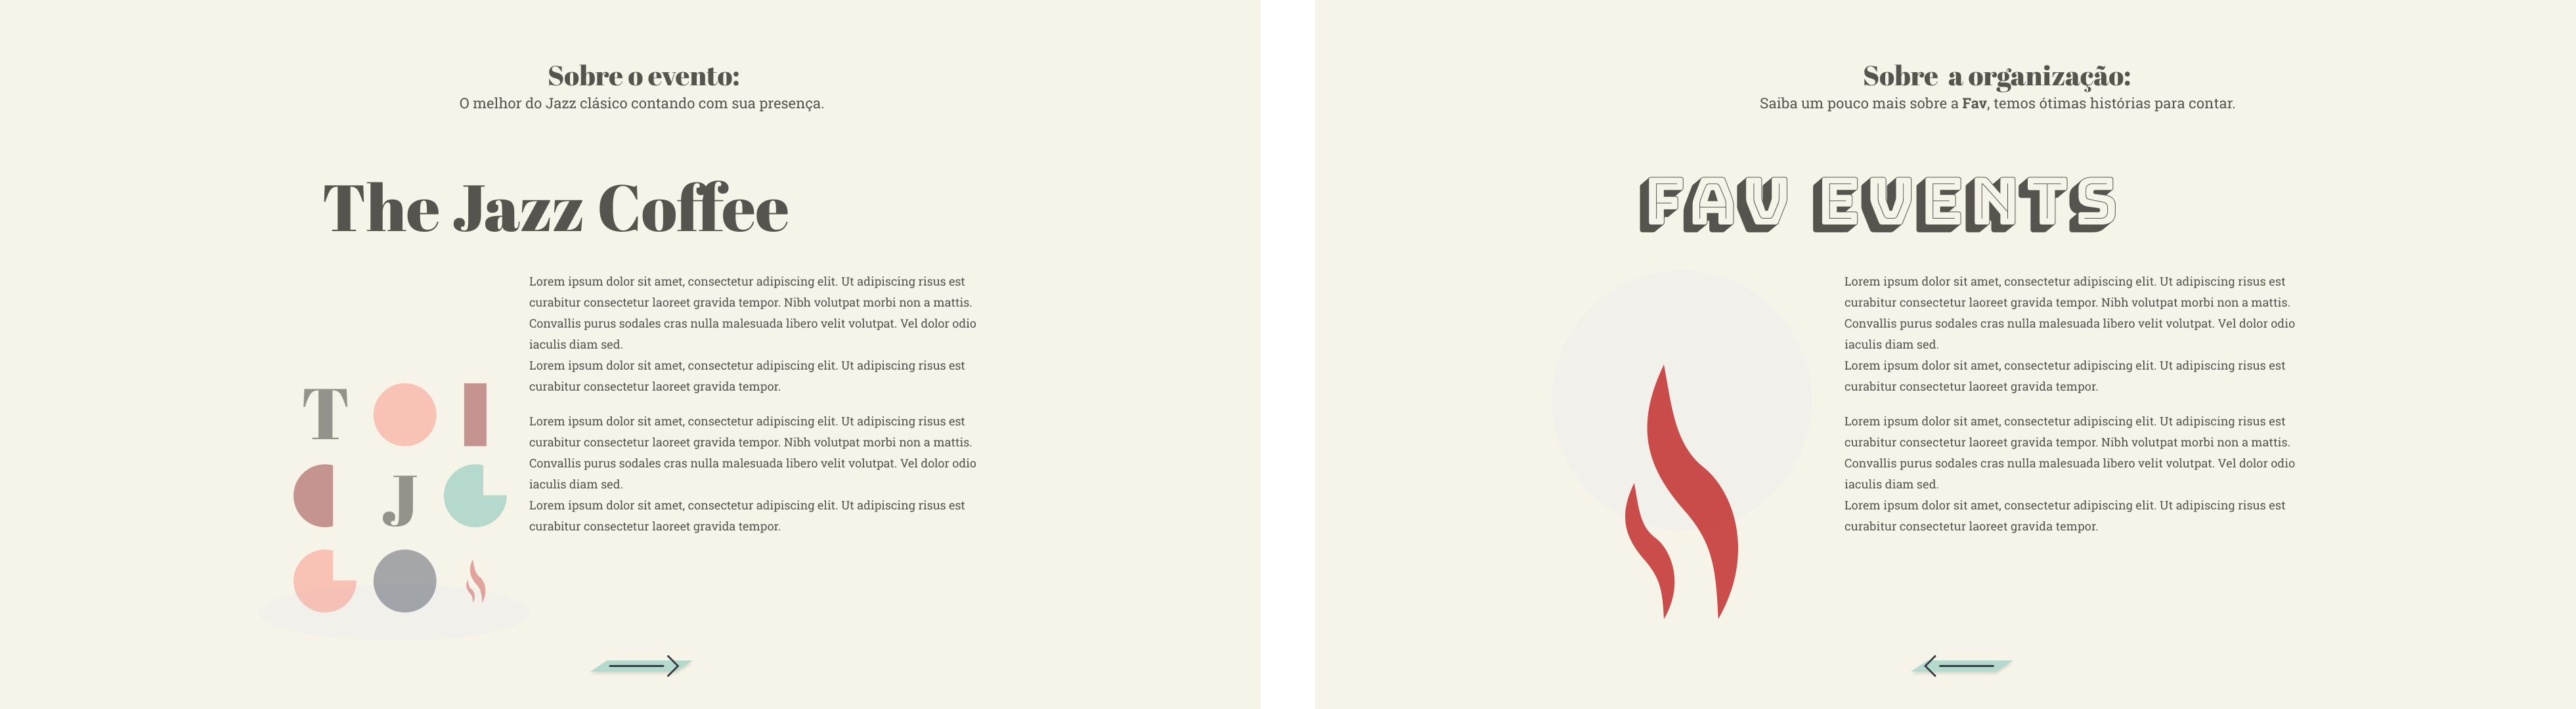 Sobre o evento:
O melhor do Jazz clásico contando com sua presença.
The Jazz Coffee
Lorem ipsum dolor sit amet, consectetur adipiscing elit. Ut adipiscing risus est
curabitur consectetur laoreet gravida tempor. Nibh volutpat morbi non a mattis.
Convallis purus sodales cras nulla malesuada libero velit volutpat. Vel dolor odio
iaculis diam sed.
Lorem ipsum dolor sit amet, consectetur adipiscing elit. Ut adipiscing risus est
curabitur consectetur laoreet gravida tempor.
Lorem ipsum dolor sit amet, consectetur adipiscing elit. Ut adipiscing risus est
curabitur consectetur laoreet gravida tempor. Nibh volutpat morbi non a mattis.
Convallis purus sodales cras nulla malesuada libero velit volutpat. Vel dolor odio
iaculis diam sed.
Lorem ipsum dolor sit amet, consectetur adipiscing elit. Ut adipiscing risus est
curabitur consectetur laoreet gravida tempor.
T
J
Sobre a organização:
Saiba um pouco mais sobre a Fav, temos ótimas histórias para contar.
FAV EVENTS
Lorem ipsum dolor sit amet, consectetur adipiscing elit. Ut adipiscing risus est
curabitur consectetur laoreet gravida tempor. Nibh volutpat morbi non a mattis.
Convallis purus sodales cras nulla malesuada libero velit volutpat. Vel dolor odio
iaculis diam sed.
Lorem ipsum dolor sit amet, consectetur adipiscing elit. Ut adipiscing risus est
curabitur consectetur laoreet gravida tempor.
Lorem ipsum dolor sit amet, consectetur adipiscing elit. Ut adipiscing risus est
curabitur consectetur laoreet gravida tempor. Nibh volutpat morbi non a mattis.
Convallis purus sodales cras nulla malesuada libero velit volutpat. Vel dolor odio
iaculis diam sed.
Lorem ipsum dolor sit amet, consectetur adipiscing elit. Ut adipiscing risus est
curabitur consectetur laoreet gravida tempor.